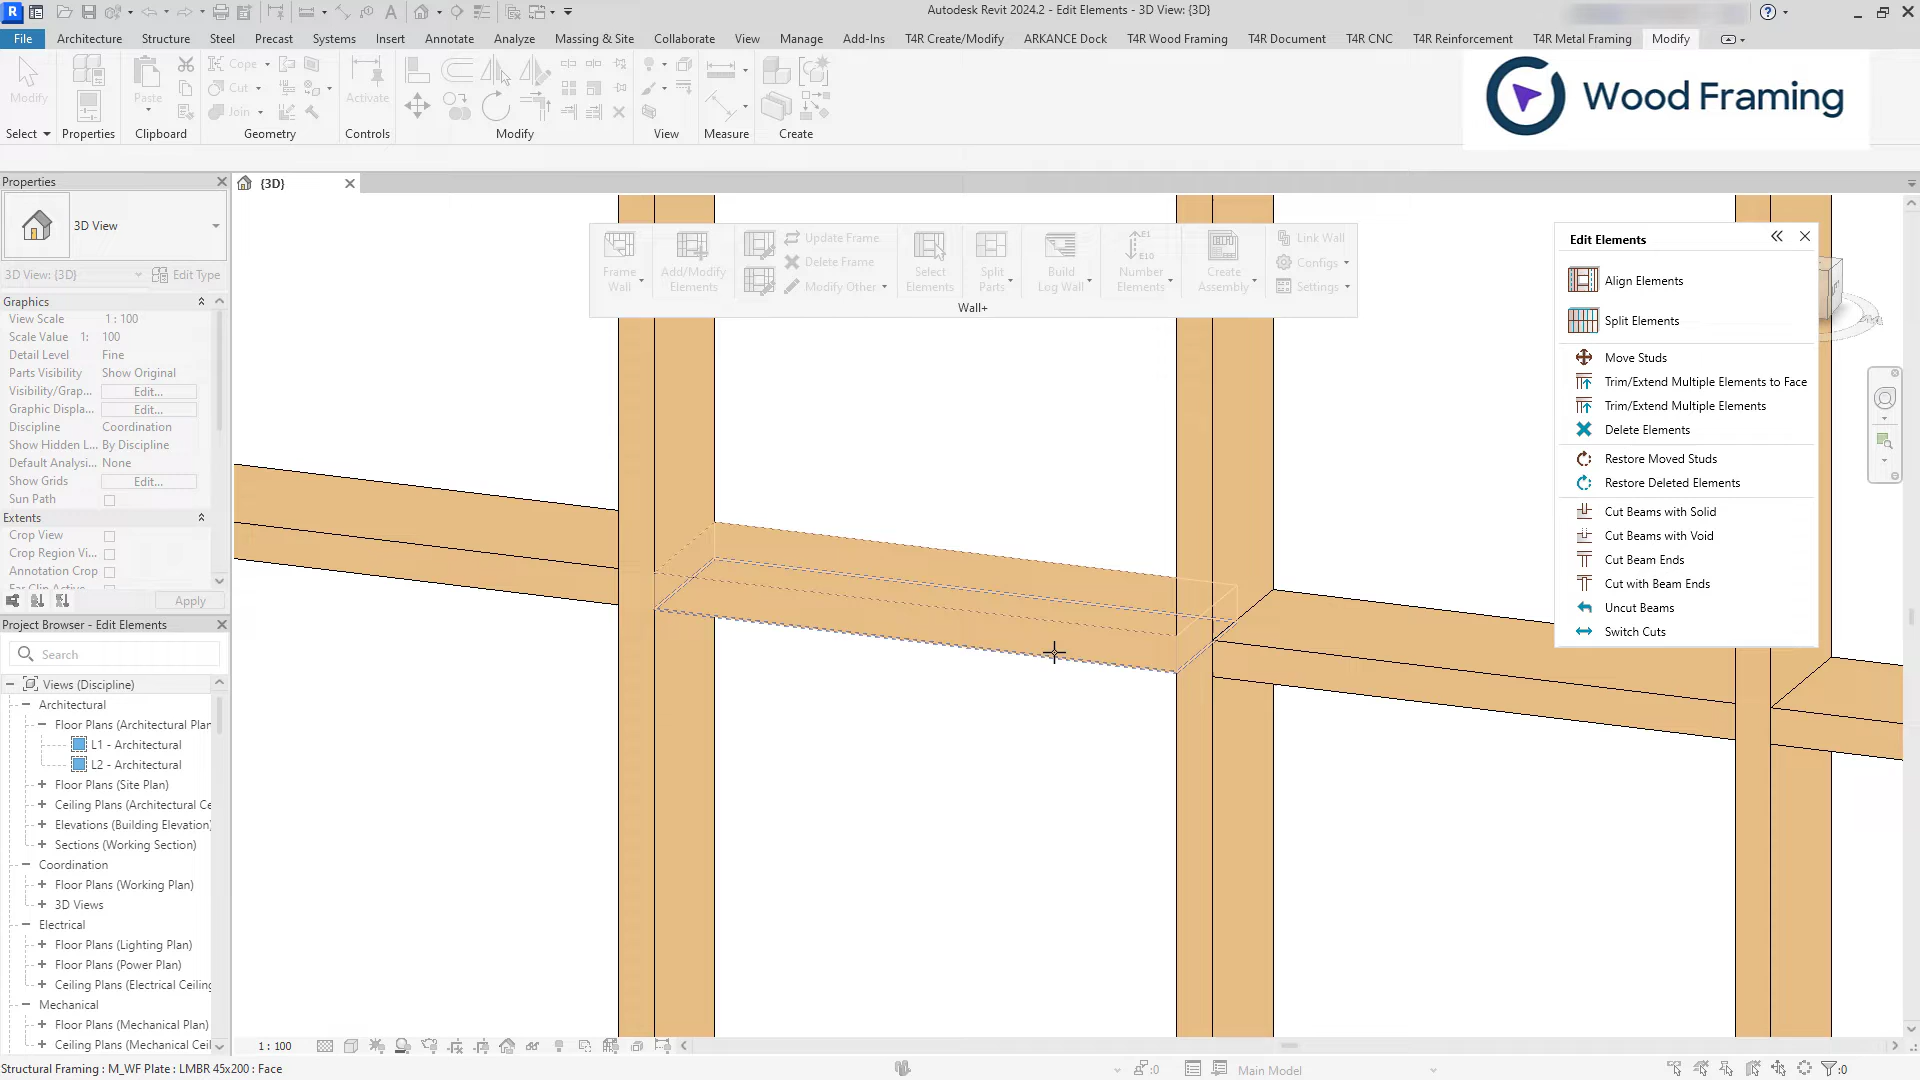 Autodesk Revit 2024.2 - Edit Elements - 3D View: {3D}
File Architecture Structure Steel Precast Systems Insert Annotate Analyze Massing & Site Collaborate View Manage Add-Ins T4R Create/Modify ARKANCE Dock T4R Wood Framing T4R Document T4R CNC T4R Reinforcement T4R Metal Framing Modify
Modify
Paste
Cope
Cut
Join
Activate
Select Properties Clipboard Geometry Controls Modify View Measure Create
Wood Framing
Properties
{3D}
3D View
3D View: {3D} Edit Type
Graphics
View Scale 1 : 100
Scale Value 1: 100
Detail Level Fine
Parts Visibility Show Original
Visibility/Grap... Edit...
Graphic Displa... Edit...
Discipline Coordination
Show Hidden L... By Discipline
Default Analysi... None
Show Grids Edit...
Sun Path
Extents
Crop View
Crop Region Vi...
Annotation Crop
Far Clip Active
Apply
Project Browser - Edit Elements
Search
Views (Discipline)
Architectural
Floor Plans (Architectural Plan
L1 - Architectural
L2 - Architectural
Floor Plans (Site Plan)
Ceiling Plans (Architectural Ce
Elevations (Building Elevation)
Sections (Working Section)
Coordination
Floor Plans (Working Plan)
3D Views
Electrical
Floor Plans (Lighting Plan)
Floor Plans (Power Plan)
Ceiling Plans (Electrical Ceiling
Mechanical
Floor Plans (Mechanical Plan)
Ceiling Plans (Mechanical Ceil
Frame Wall
Add/Modify Elements
Update Frame
Delete Frame
Modify Other
Select Elements
Split Parts
Build Log Wall
E1
E10
Number Elements
Create Assembly
Link Wall
Configs
Settings
Wall+
Edit Elements
Align Elements
Split Elements
Move Studs
Trim/Extend Multiple Elements to Face
Trim/Extend Multiple Elements
Delete Elements
Restore Moved Studs
Restore Deleted Elements
Cut Beams with Solid
Cut Beams with Void
Cut Beam Ends
Cut with Beam Ends
Uncut Beams
Switch Cuts
1 : 100
Structural Framing : M_WF Plate : LMBR 45x200 : Face
:0
Main Model
:0